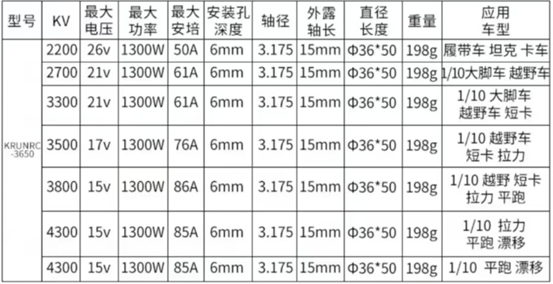 型号 KV 最大电压 最大功率 最大安培 安装孔深度 轴径 外露轴长 直径长度 重量 应用车型
KRUNRC-3650
2200 26v 1300W 50A 6mm 3.175 15mm Φ36*50 198g 履带车 坦克 卡车
2700 21v 1300W 61A 6mm 3.175 15mm Φ36*50 198g 1/10大脚车 越野车
3300 21v 1300W 61A 6mm 3.175 15mm Φ36*50 198g 1/10 大脚车
越野车 短卡
3500 17v 1300W 76A 6mm 3.175 15mm Φ36*50 198g 1/10 越野车
短卡 拉力
3800 15v 1300W 86A 6mm 3.175 15mm Φ36*50 198g 1/10 越野 短卡
拉力 平跑
4300 15v 1300W 85A 6mm 3.175 15mm Φ36*50 198g 1/10 拉力
平跑 漂移
4300 15v 1300W 85A 6mm 3.175 15mm Φ36*50 198g 1/10 平跑 漂移